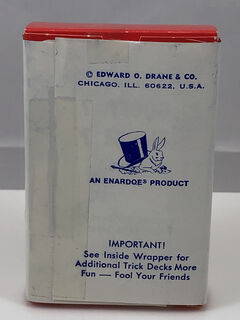 © EDWARD O. DRANE & CO.
CHICAGO, ILL. 60622, U.S.A.
AN ENARDOE® PRODUCT
IMPORTANT!
See Inside Wrapper for
Additional Trick Decks More
Fun — Fool Your Friends